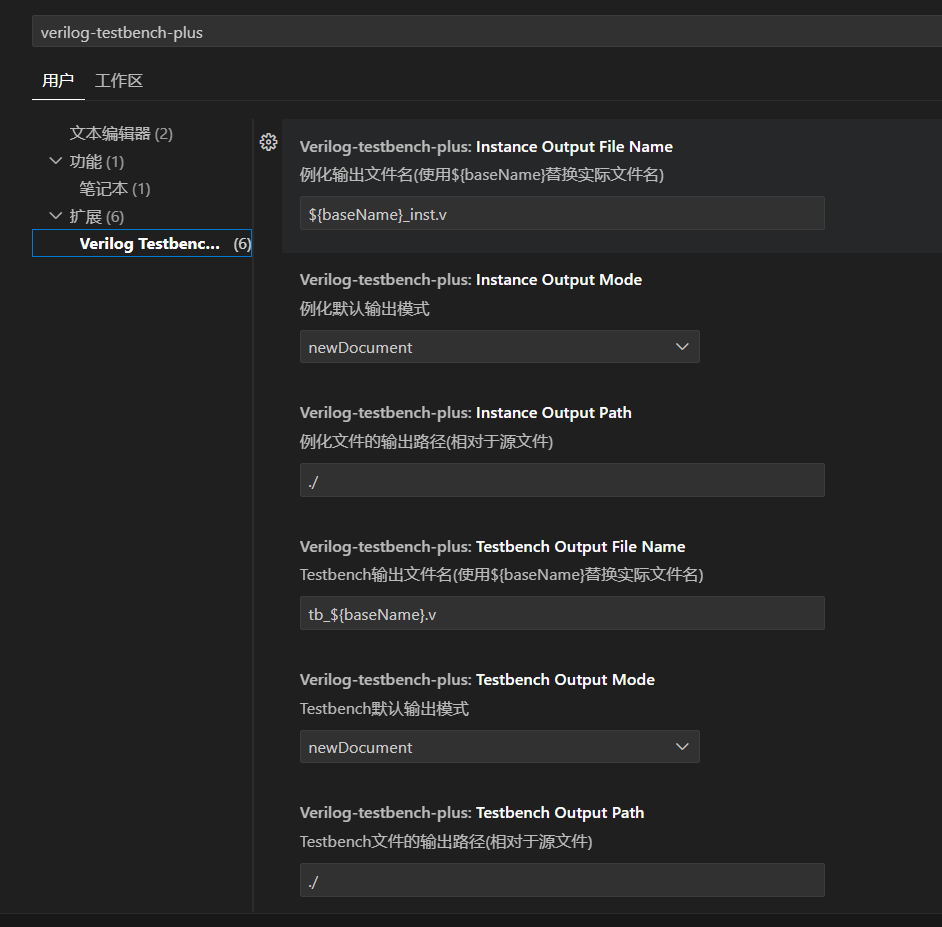 verilog-testbench-plus
用户 工作区
文本编辑器 (2)
功能 (1)
笔记本 (1)
扩展 (6)
Verilog Testbenc... (6)
Verilog-testbench-plus: Instance Output File Name
例化输出文件名(使用${baseName}替换实际文件名)
${baseName}_inst.v
Verilog-testbench-plus: Instance Output Mode
例化默认输出模式
newDocument
Verilog-testbench-plus: Instance Output Path
例化文件的输出路径(相对于源文件)
./
Verilog-testbench-plus: Testbench Output File Name
Testbench输出文件名(使用${baseName}替换实际文件名)
tb_${baseName}.v
Verilog-testbench-plus: Testbench Output Mode
Testbench默认输出模式
newDocument
Verilog-testbench-plus: Testbench Output Path
Testbench文件的输出路径(相对于源文件)
./